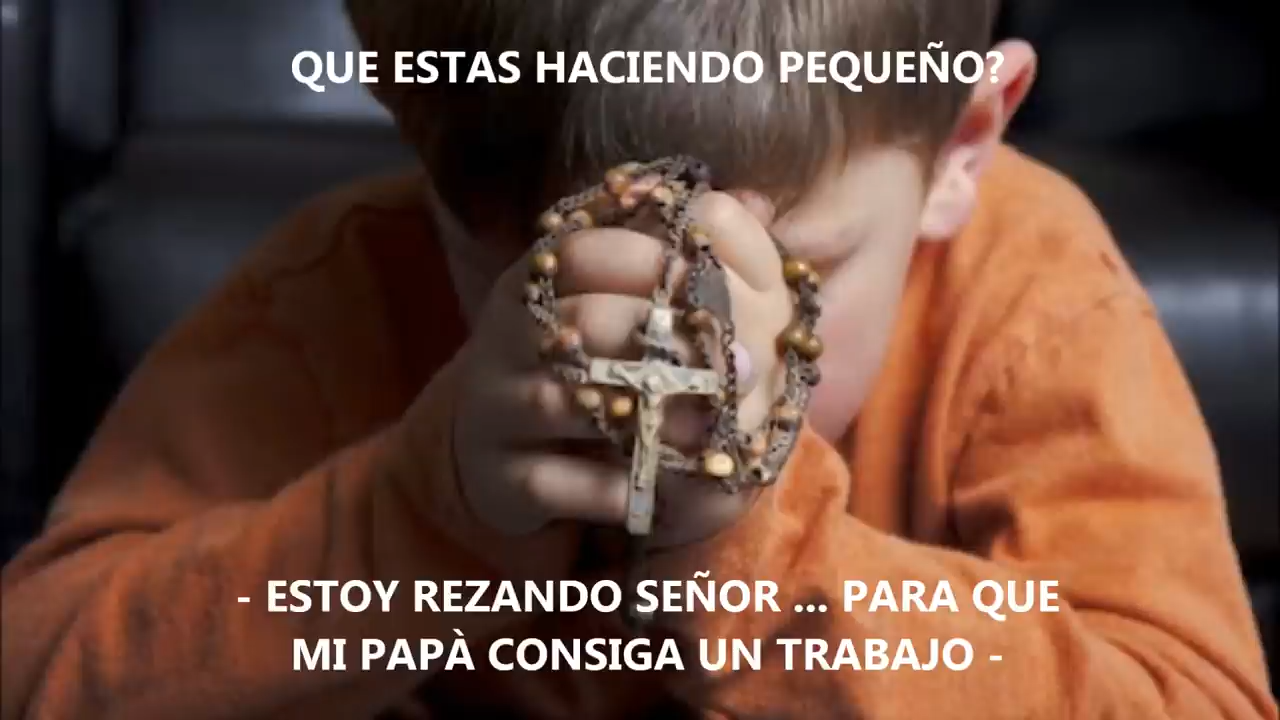 QUE ESTAS HACIENDO PEQUEÑO?
- ESTOY REZANDO SEÑOR ... PARA QUE
MI PAPÀ CONSIGA UN TRABAJO -